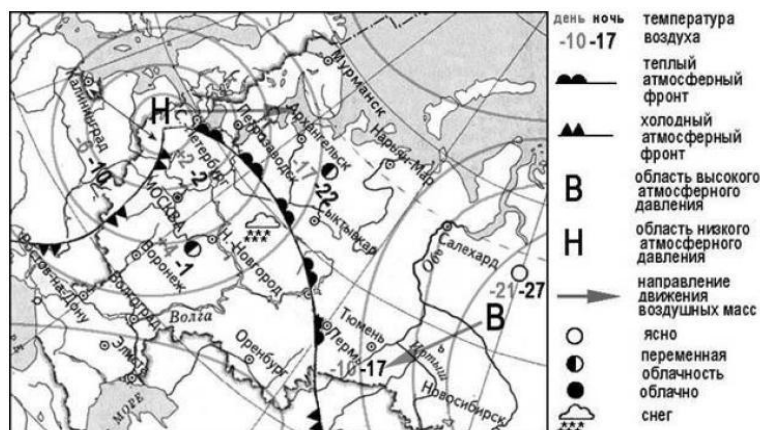 Мурманск
Калининград
Н
С.-Петербург
Петрозаводск
Архангельск
Нарьян-Мар
-10
-2
-17
-22
МОСКВА
Сыктывкар
Салехард
Обь
Воронеж
-1
Н.-Новгород
-21
-27
Ростов-на-Дону
Волгоград
Волга
В
Тюмень
Пермь
Иртыш
Элиста
Оренбург
-10
-17
Новосибирск
МОРЕ
день ночь
-10 -17
температура
воздуха
теплый
атмосферный
фронт
холодный
атмосферный
фронт
В
область высокого
атмосферного
давления
Н
область низкого
атмосферного
давления
направление
движения
воздушных масс
ясно
переменная
облачность
облачно
снег